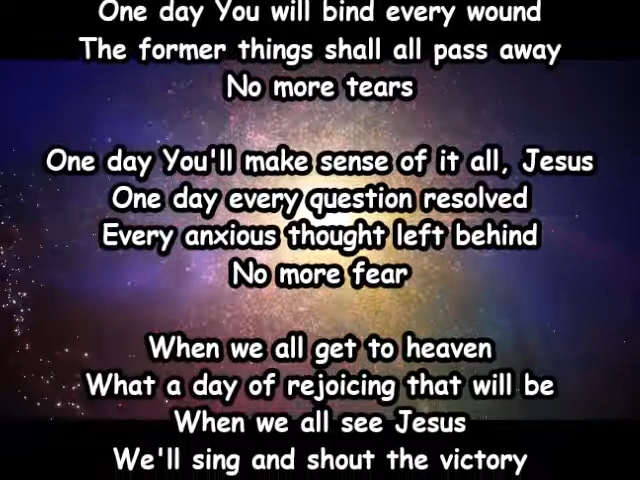 One day You will bind every wound
The former things shall all pass away
No more tears
One day You'll make sense of it all, Jesus
One day every question resolved
Every anxious thought left behind
No more fear
When we all get to heaven
What a day of rejoicing that will be
When we all see Jesus
We'll sing and shout the victory